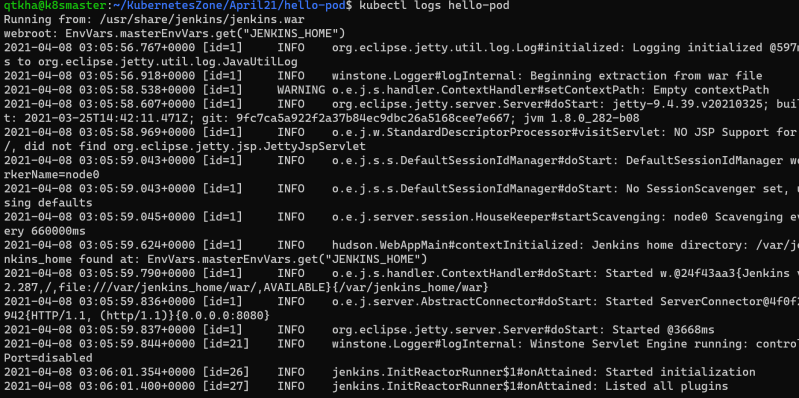 qtkha@k8smaster:~/KubernetesZone/April21/hello-pod$ kubectl logs hello-pod
Running from: /usr/share/jenkins/jenkins.war
webroot: EnvVars.masterEnvVars.get("JENKINS_HOME")
2021-04-08 03:05:56.767+0000 [id=1] INFO org.eclipse.jetty.util.log.Log#initialized: Logging initialized @597m
s to org.eclipse.jetty.util.log.JavaUtilLog
2021-04-08 03:05:56.918+0000 [id=1] INFO winstone.Logger#logInternal: Beginning extraction from war file
2021-04-08 03:05:58.538+0000 [id=1] WARNING o.e.j.s.handler.ContextHandler#setContextPath: Empty contextPath
2021-04-08 03:05:58.607+0000 [id=1] INFO org.eclipse.jetty.server.Server#doStart: jetty-9.4.39.v20210325; buil
t: 2021-03-25T14:42:11.471Z; git: 9fc7ca5a922f2a37b84ec9dbc26a5168cee7e667; jvm 1.8.0_282-b08
2021-04-08 03:05:58.969+0000 [id=1] INFO o.e.j.w.StandardDescriptorProcessor#visitServlet: NO JSP Support for
/, did not find org.eclipse.jetty.jsp.JettyJspServlet
2021-04-08 03:05:59.043+0000 [id=1] INFO o.e.j.s.s.DefaultSessionIdManager#doStart: DefaultSessionIdManager wo
rkerName=node0
2021-04-08 03:05:59.043+0000 [id=1] INFO o.e.j.s.s.DefaultSessionIdManager#doStart: No SessionScavenger set, u
sing defaults
2021-04-08 03:05:59.045+0000 [id=1] INFO o.e.j.server.session.HouseKeeper#startScavenging: node0 Scavenging ev
ery 660000ms
2021-04-08 03:05:59.624+0000 [id=1] INFO hudson.WebAppMain#contextInitialized: Jenkins home directory: /var/je
nkins_home found at: EnvVars.masterEnvVars.get("JENKINS_HOME")
2021-04-08 03:05:59.790+0000 [id=1] INFO o.e.j.s.handler.ContextHandler#doStart: Started w.@24f43aa3{Jenkins v
2.287,/,file:///var/jenkins_home/war/,AVAILABLE}{/var/jenkins_home/war}
2021-04-08 03:05:59.836+0000 [id=1] INFO o.e.j.server.AbstractConnector#doStart: Started ServerConnector@4f0f2
942{HTTP/1.1, (http/1.1)}{0.0.0.0:8080}
2021-04-08 03:05:59.837+0000 [id=1] INFO org.eclipse.jetty.server.Server#doStart: Started @3668ms
2021-04-08 03:05:59.844+0000 [id=21] INFO winstone.Logger#logInternal: Winstone Servlet Engine running: control
Port=disabled
2021-04-08 03:06:01.354+0000 [id=26] INFO jenkins.InitReactorRunner$1#onAttained: Started initialization
2021-04-08 03:06:01.400+0000 [id=27] INFO jenkins.InitReactorRunner$1#onAttained: Listed all plugins